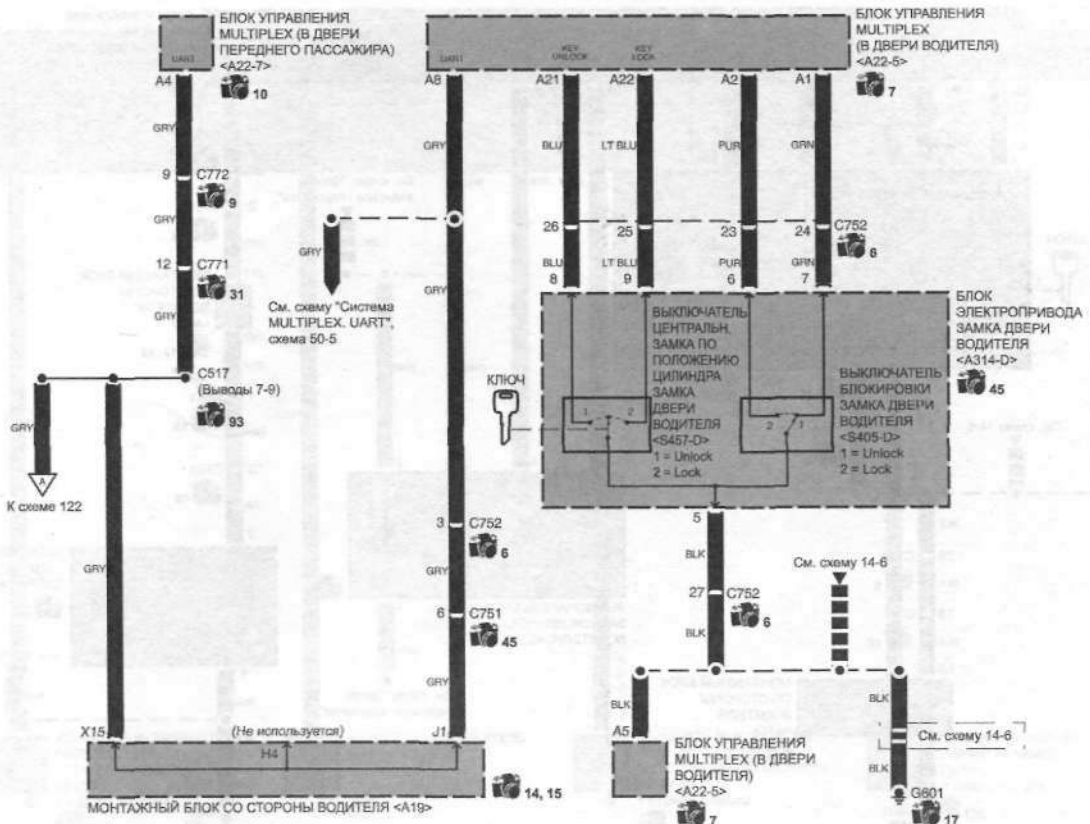 БЛОК УПРАВЛЕНИЯ
MULTIPLEX (В ДВЕРИ
ПЕРЕДНЕГО ПАССАЖИРА)
<A22-7>
10
UART
A4
GRY
9
C772
9
GRY
12
C771
31
GRY
C517
(Выводы 7-9)
93
GRY
A
К схеме 122
GRY
X15
(Не используется)
H4
J1
МОНТАЖНЫЙ БЛОК СО СТОРОНЫ ВОДИТЕЛЯ <A19>
14, 15
БЛОК УПРАВЛЕНИЯ
MULTIPLEX
(В ДВЕРИ ВОДИТЕЛЯ)
<A22-5>
7
UART
KEY
UNLOCK
KEY
LOCK
A8
A21
A22
A2
A1
GRY
BLU
LT BLU
PUR
GRN
GRY
См. схему "Система
MULTIPLEX. UART",
схема 50-5
GRY
26
25
23
24
C752
6
BLU
LT BLU
PUR
GRN
8
9
6
7
БЛОК
ЭЛЕКТРОПРИВОДА
ЗАМКА ДВЕРИ
ВОДИТЕЛЯ
<A314-D>
45
КЛЮЧ
1
2
ВЫКЛЮЧАТЕЛЬ
ЦЕНТРАЛЬН.
ЗАМКА ПО
ПОЛОЖЕНИЮ
ЦИЛИНДРА
ЗАМКА
ДВЕРИ
ВОДИТЕЛЯ
<S457-D>
1 = Unlock
2 = Lock
2
1
ВЫКЛЮЧАТЕЛЬ
БЛОКИРОВКИ
ЗАМКА ДВЕРИ
ВОДИТЕЛЯ
<S405-D>
1 = Unlock
2 = Lock
3
C752
6
GRY
6
C751
45
GRY
5
BLK
27
C752
6
BLK
См. схему 14-6
BLK
A5
БЛОК УПРАВЛЕНИЯ
MULTIPLEX (В ДВЕРИ
ВОДИТЕЛЯ)
<A22-5>
7
BLK
См. схему 14-6
BLK
G601
17